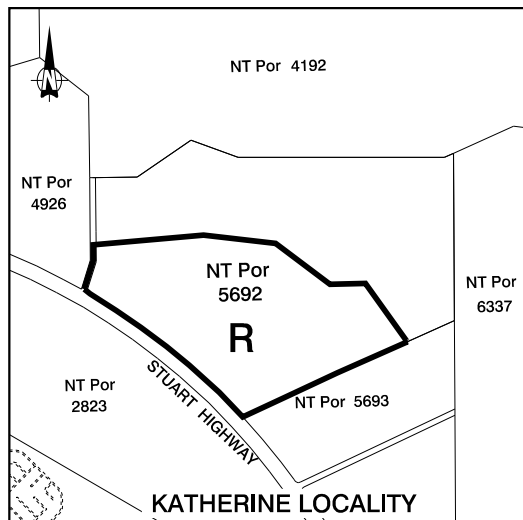 N
NT Por 4192
NT Por
4926
NT Por
5692
NT Por
6337
R
STUART HIGHWAY
NT Por
2823
NT Por 5693
KATHERINE LOCALITY